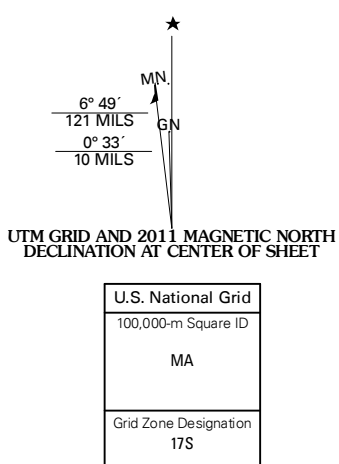 MN
6° 49´
121 MILS
GN
0° 33´
10 MILS
UTM GRID AND 2011 MAGNETIC NORTH
DECLINATION AT CENTER OF SHEET
U.S. National Grid
100,000-m Square ID
MA
Grid Zone Designation
17S